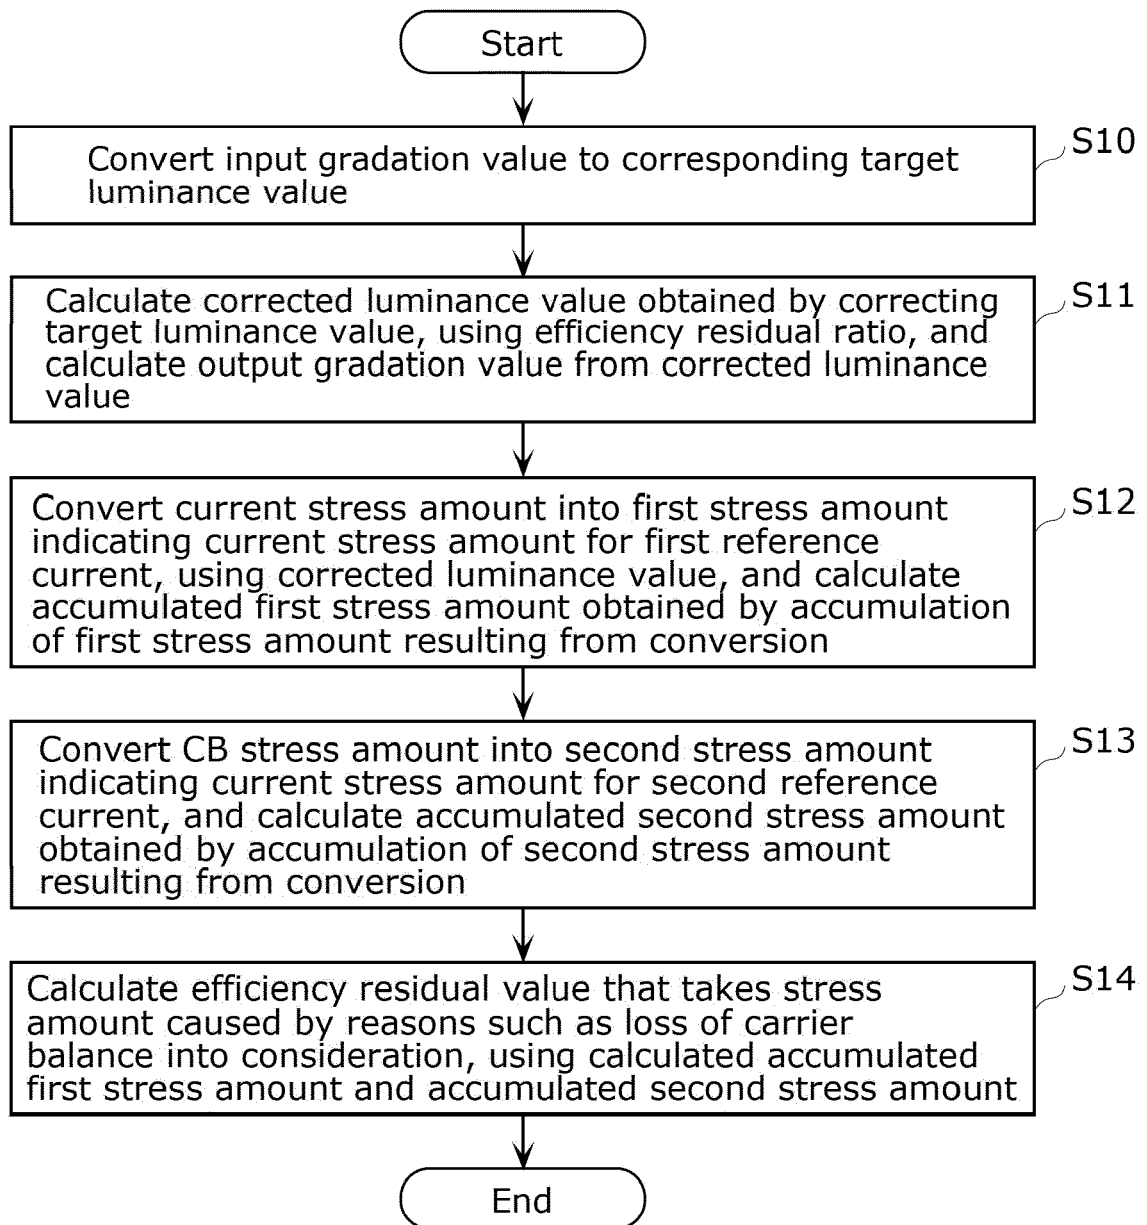 Start
Convert input gradation value to corresponding target
luminance value
S10
Calculate corrected luminance value obtained by correcting
target luminance value, using efficiency residual ratio, and
calculate output gradation value from corrected luminance
value
S11
Convert current stress amount into first stress amount
indicating current stress amount for first reference
current, using corrected luminance value, and calculate
accumulated first stress amount obtained by accumulation
of first stress amount resulting from conversion
S12
Convert CB stress amount into second stress amount
indicating current stress amount for second reference
current, and calculate accumulated second stress amount
obtained by accumulation of second stress amount
resulting from conversion
S13
Calculate efficiency residual value that takes stress
amount caused by reasons such as loss of carrier
balance into consideration, using calculated accumulated
first stress amount and accumulated second stress amount
S14
End